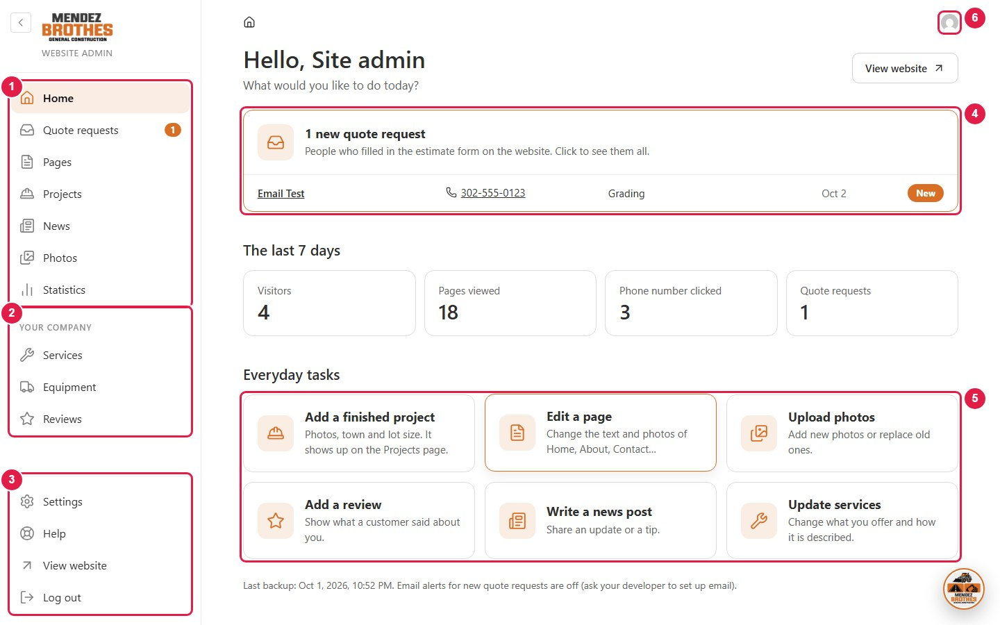 MENDEZ
BROTHES
GENERAL CONSTRUCTION
WEBSITE ADMIN
1
Home
Quote requests 1
Pages
Projects
News
Photos
Statistics
2
YOUR COMPANY
Services
Equipment
Reviews
3
Settings
Help
View website
Log out
6
Hello, Site admin
What would you like to do today?
View website
4
1 new quote request
People who filled in the estimate form on the website. Click to see them all.
Email Test 302-555-0123 Grading Oct 2 New
The last 7 days
Visitors
4
Pages viewed
18
Phone number clicked
3
Quote requests
1
Everyday tasks
5
Add a finished project
Photos, town and lot size. It
shows up on the Projects page.
Edit a page
Change the text and photos of
Home, About, Contact...
Upload photos
Add new photos or replace old
ones.
Add a review
Show what a customer said about
you.
Write a news post
Share an update or a tip.
Update services
Change what you offer and how
it is described.
Last backup: Oct 1, 2026, 10:52 PM. Email alerts for new quote requests are off (ask your developer to set up email).
MENDEZ
BROTHES